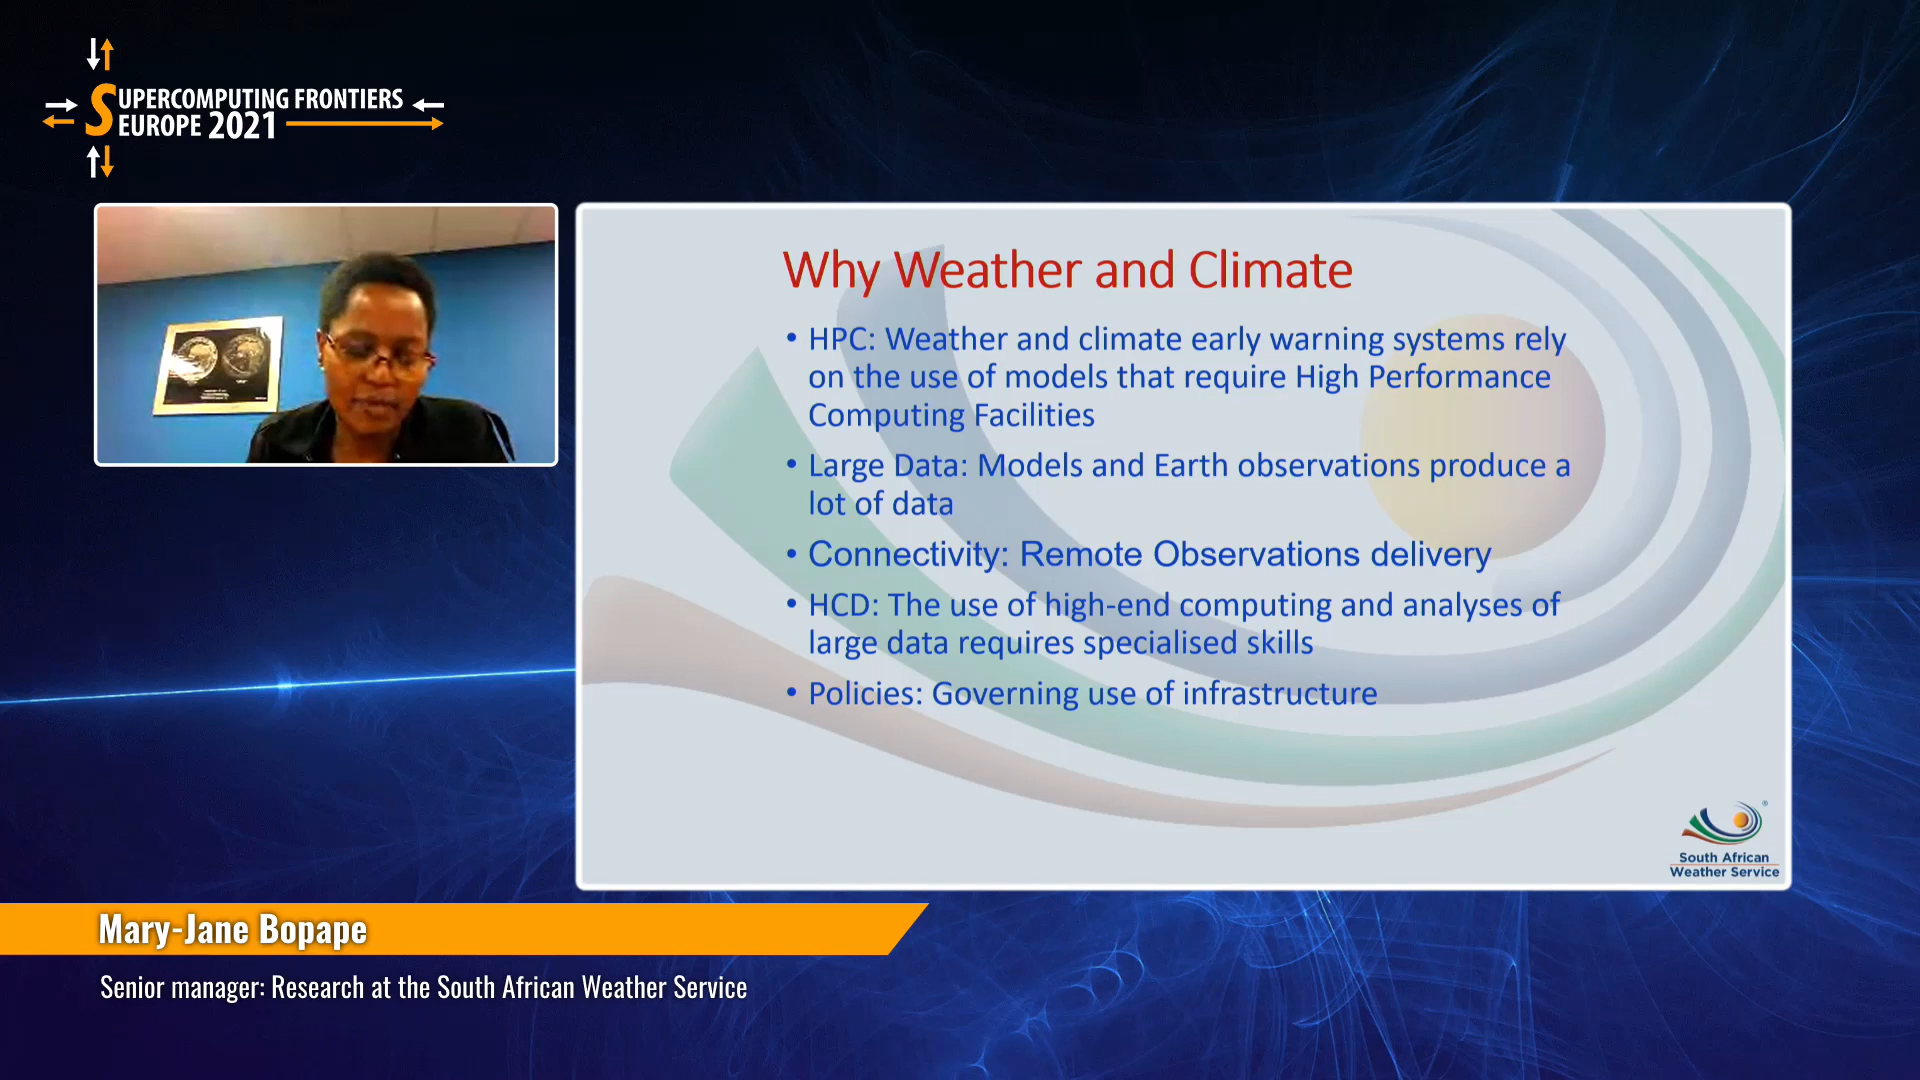 SUPERCOMPUTING FRONTIERS
EUROPE 2021
Why Weather and Climate
• HPC: Weather and climate early warning systems rely
on the use of models that require High Performance
Computing Facilities
• Large Data: Models and Earth observations produce a
lot of data
• Connectivity: Remote Observations delivery
• HCD: The use of high-end computing and analyses of
large data requires specialised skills
• Policies: Governing use of infrastructure
®
South African
Weather Service
Mary-Jane Bopape
Senior manager: Research at the South African Weather Service